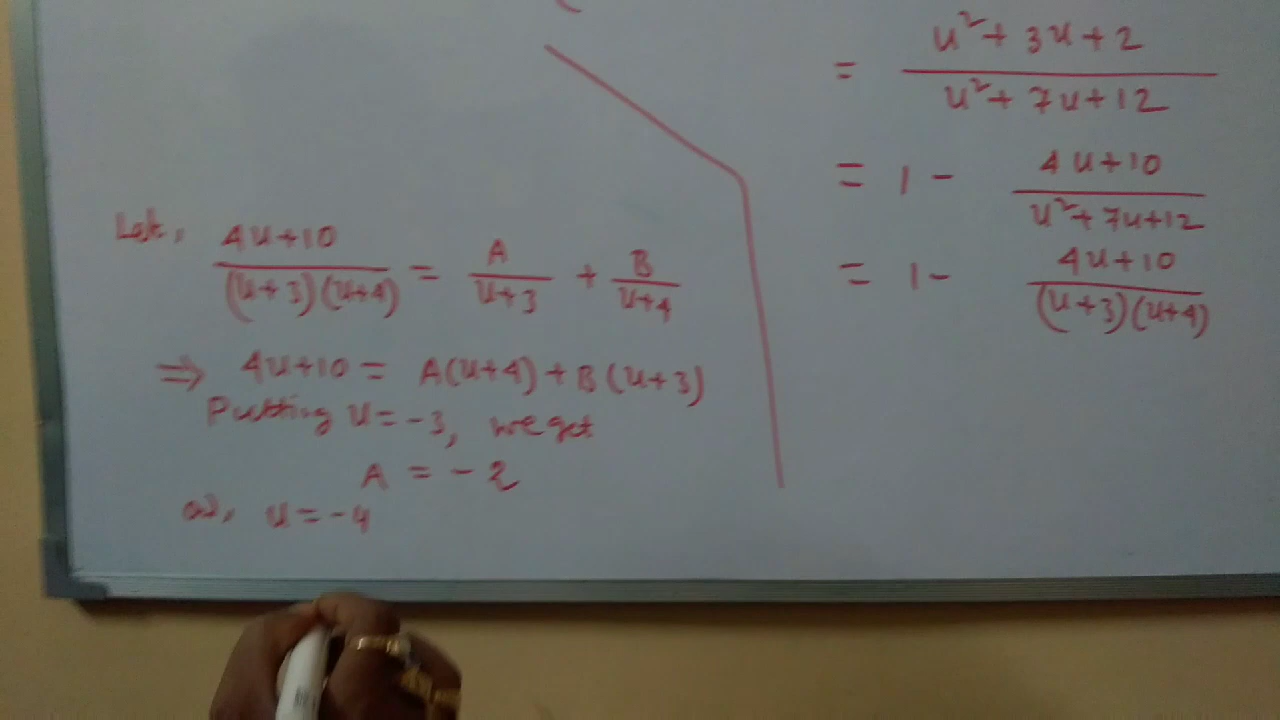 = u²+3u+2 / u²+7u+12
= 1 - 4u+10 / u²+7u+12
= 1 - 4u+10 / (u+3)(u+4)
Let, 4u+10 / (u+3)(u+4) = A / u+3 + B / u+4
⇒ 4u+10 = A(u+4)+B(u+3)
Putting u=-3, we get
A = -2
u=-4